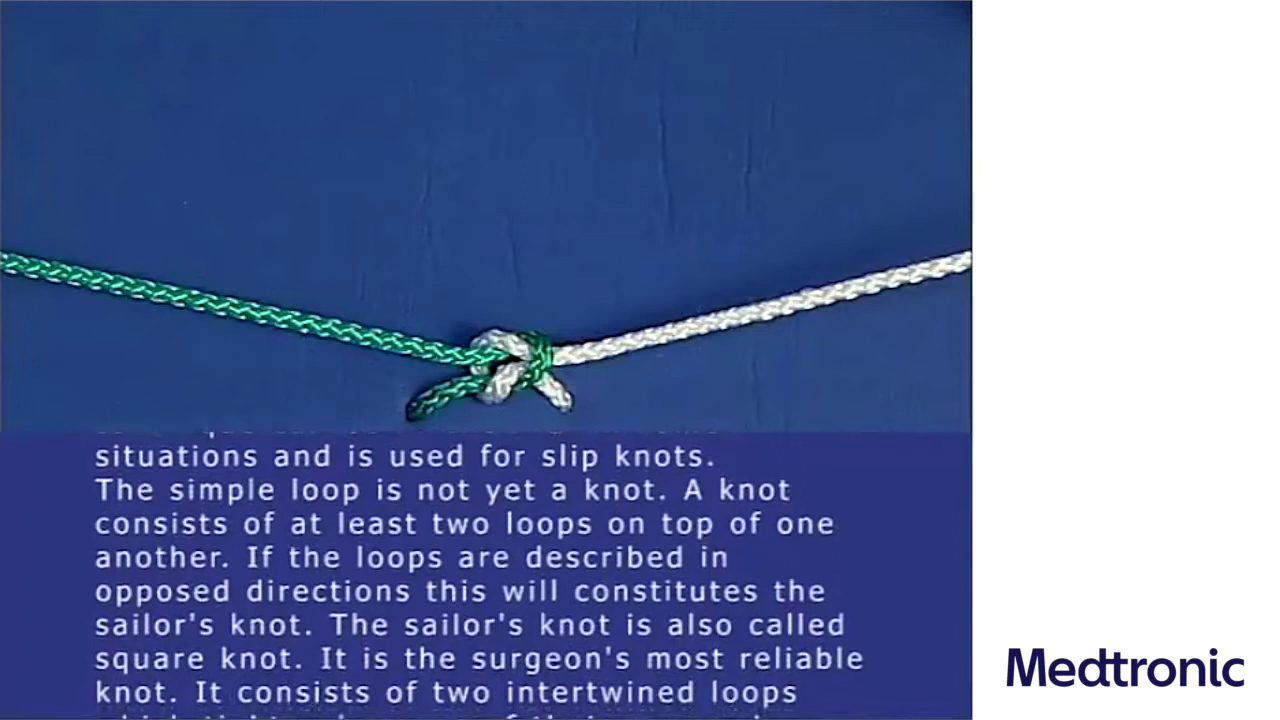 situations and is used for slip knots.
The simple loop is not yet a knot. A knot
consists of at least two loops on top of one
another. If the loops are described in
opposed directions this will constitutes the
sailor's knot. The sailor's knot is also called
square knot. It is the surgeon's most reliable
knot. It consists of two intertwined loops
Medtronic